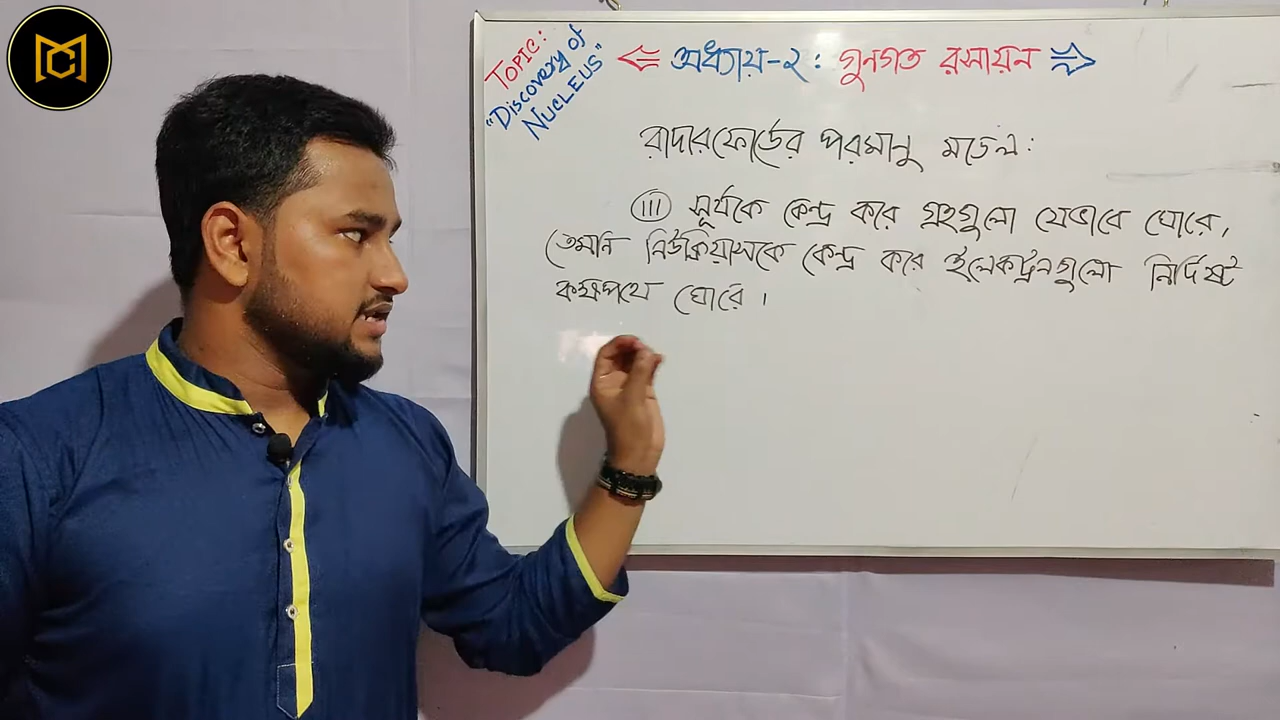 TOPIC:
"Discovery of
NUCLEUS"
অধ্যায়-২: গুনগত রসায়ন
রাদারফোর্ডের পরমানু মডেল:
(iii) সূর্যকে কেন্দ্র করে গ্রহগুলো যেভাবে ঘোরে,
তেমনি নিউক্লিয়াসকে কেন্দ্র করে ইলেকট্রনগুলো নির্দিষ্ট
কক্ষপথে ঘোরে।